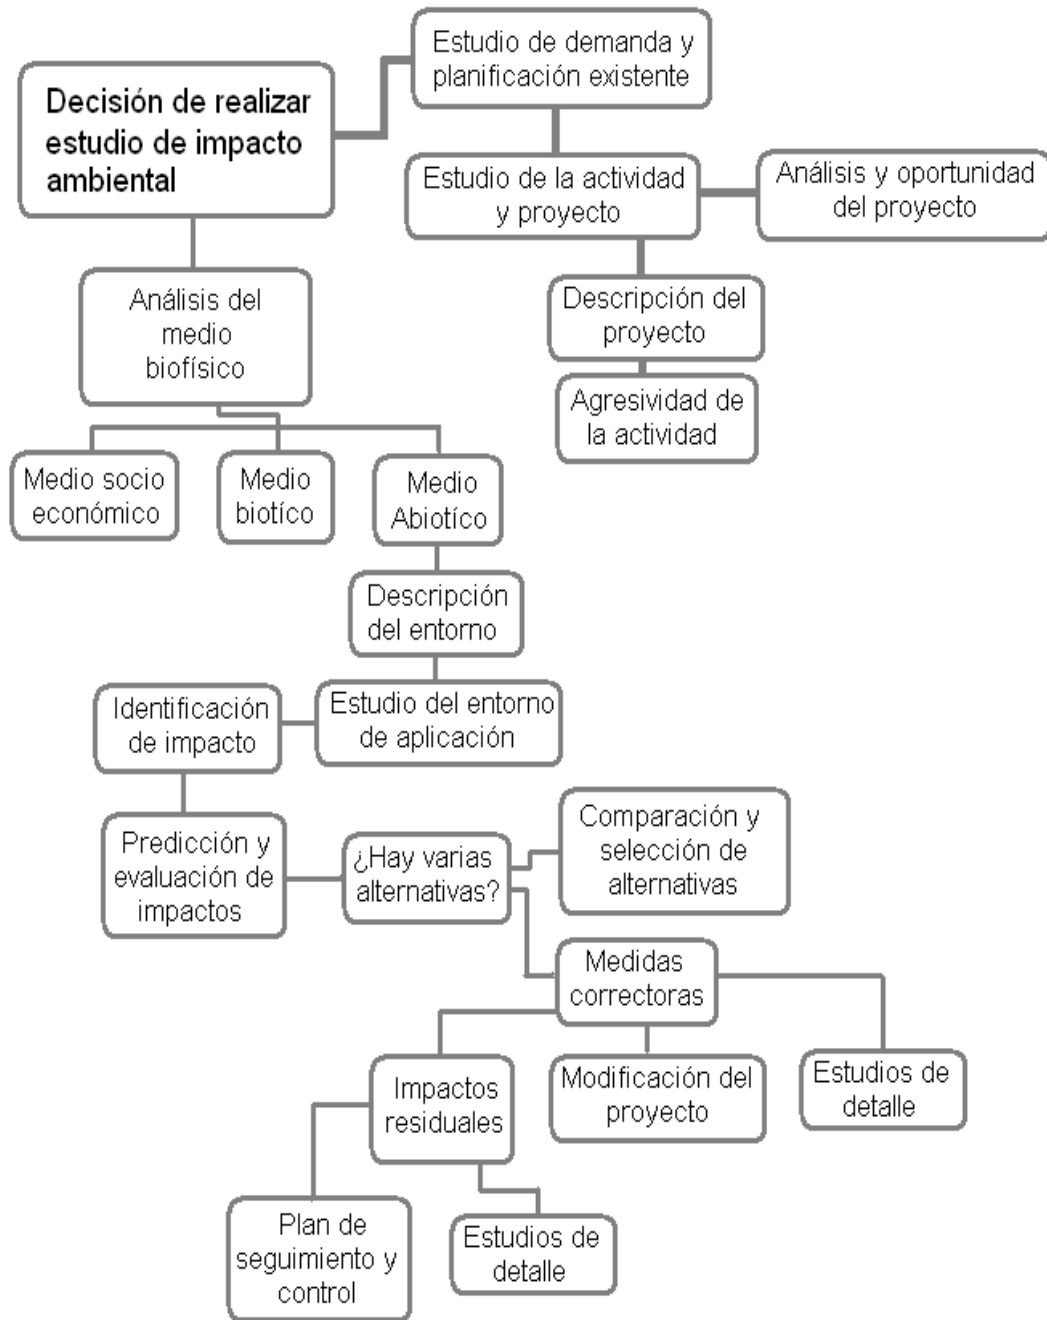 Estudio de demanda y
planificación existente
Decisión de realizar
estudio de impacto
ambiental
Estudio de la actividad
y proyecto
Análisis y oportunidad
del proyecto
Análisis del
medio
biofísico
Descripción del
proyecto
Agresividad de
la actividad
Medio socio
económico
Medio
biotíco
Medio
Abiotíco
Descripción
del entorno
Identificación
de impacto
Estudio del entorno
de aplicación
Predicción y
evaluación de
impactos
¿Hay varias
alternativas?
Comparación y
selección de
alternativas
Medidas
correctoras
Impactos
residuales
Modificación del
proyecto
Estudios de
detalle
Plan de
seguimiento y
control
Estudios de
detalle